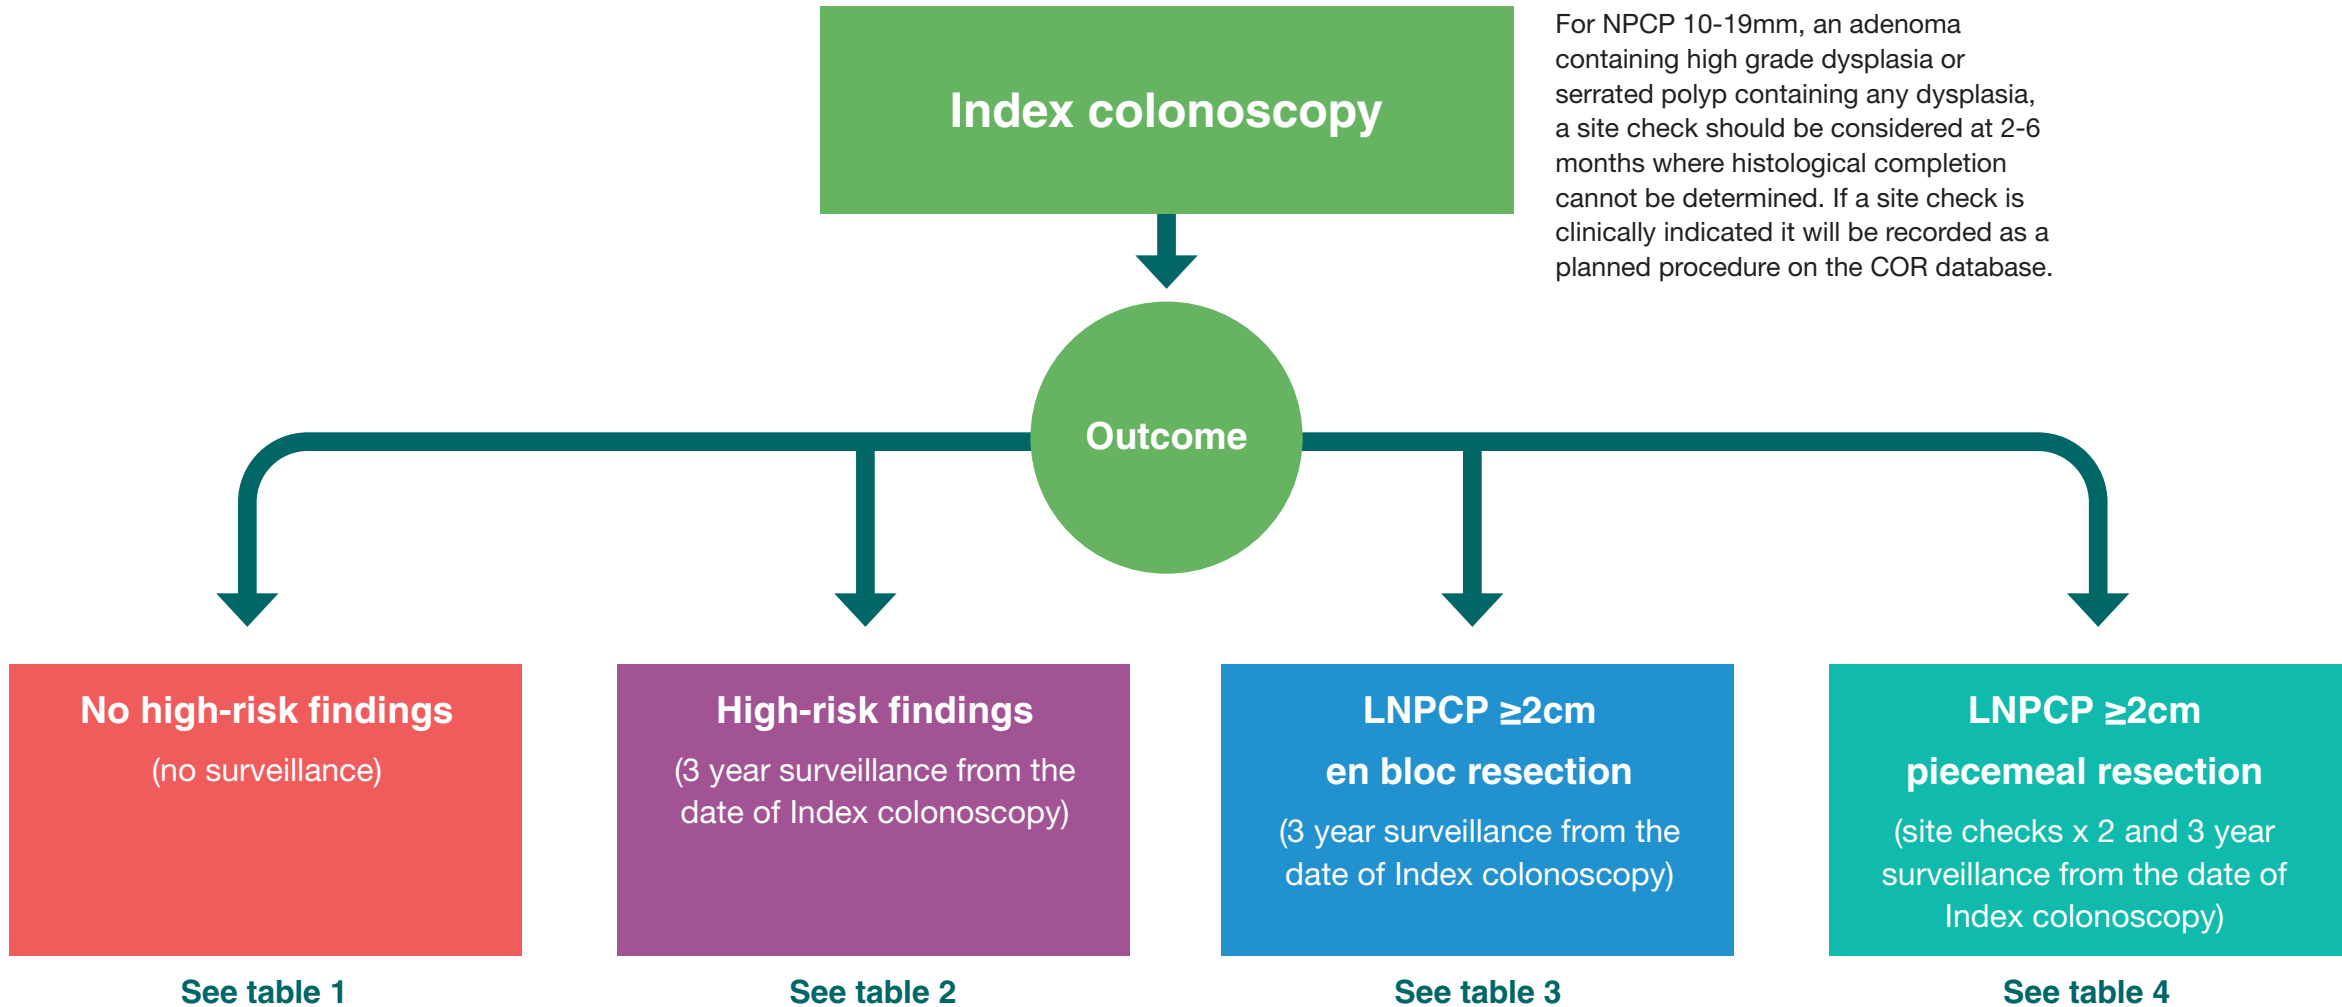 Index colonoscopy
For NPCP 10-19mm, an adenoma
containing high grade dysplasia or
serrated polyp containing any dysplasia,
a site check should be considered at 2-6
months where histological completion
cannot be determined. If a site check is
clinically indicated it will be recorded as a
planned procedure on the COR database.
Outcome
No high-risk findings
(no surveillance)
See table 1
High-risk findings
(3 year surveillance from the
date of Index colonoscopy)
See table 2
LNPCP ≥2cm
en bloc resection
(3 year surveillance from the
date of Index colonoscopy)
See table 3
LNPCP ≥2cm
piecemeal resection
(site checks x 2 and 3 year
surveillance from the date of
Index colonoscopy)
See table 4